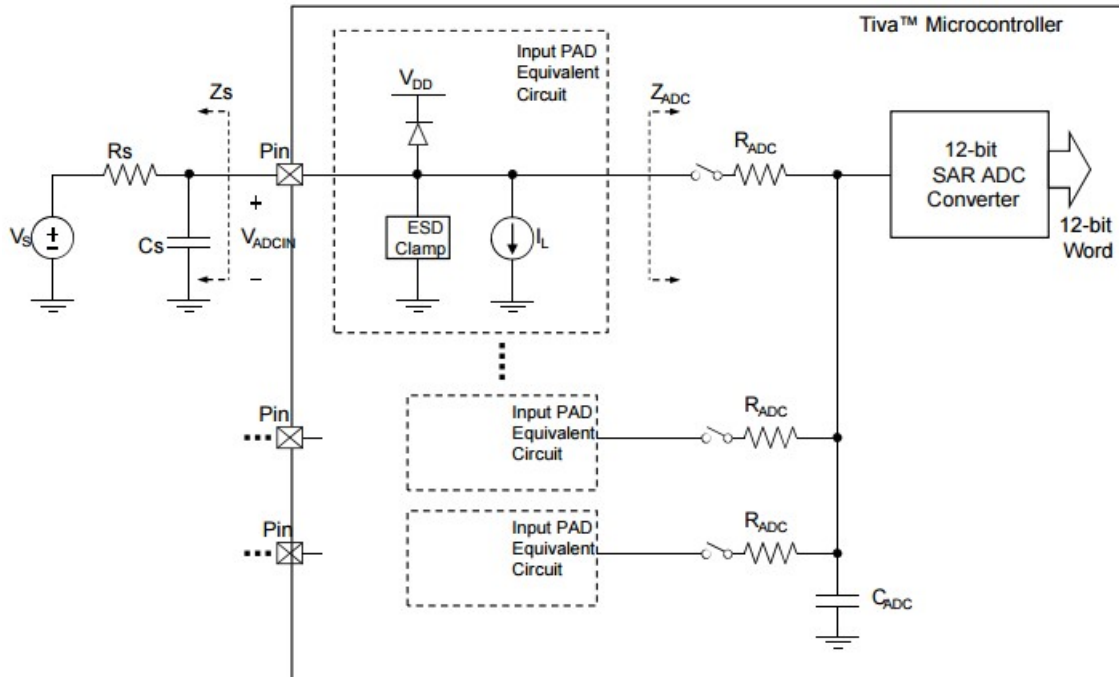 Tiva™ Microcontroller
Input PAD
Equivalent
Circuit
VDD
Zs
ZADC
Rs
Pin
RADC
12-bit
SAR ADC
Converter
+
VADCIN
−
VS
+
−
Cs
ESD
Clamp
IL
12-bit
Word
Pin
Input PAD
Equivalent
Circuit
RADC
Pin
Input PAD
Equivalent
Circuit
RADC
CADC